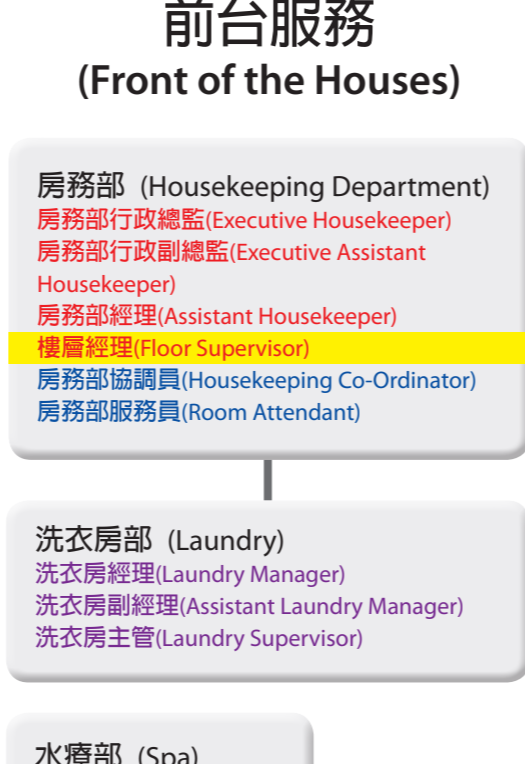 前台服務
(Front of the Houses)
房務部 (Housekeeping Department)
房務部行政總監(Executive Housekeeper)
房務部行政副總監(Executive Assistant
Housekeeper)
房務部經理(Assistant Housekeeper)
樓層經理(Floor Supervisor)
房務部協調員(Housekeeping Co-Ordinator)
房務部服務員(Room Attendant)
洗衣房部 (Laundry)
洗衣房經理(Laundry Manager)
洗衣房副經理(Assistant Laundry Manager)
洗衣房主管(Laundry Supervisor)
水療部 (Spa)